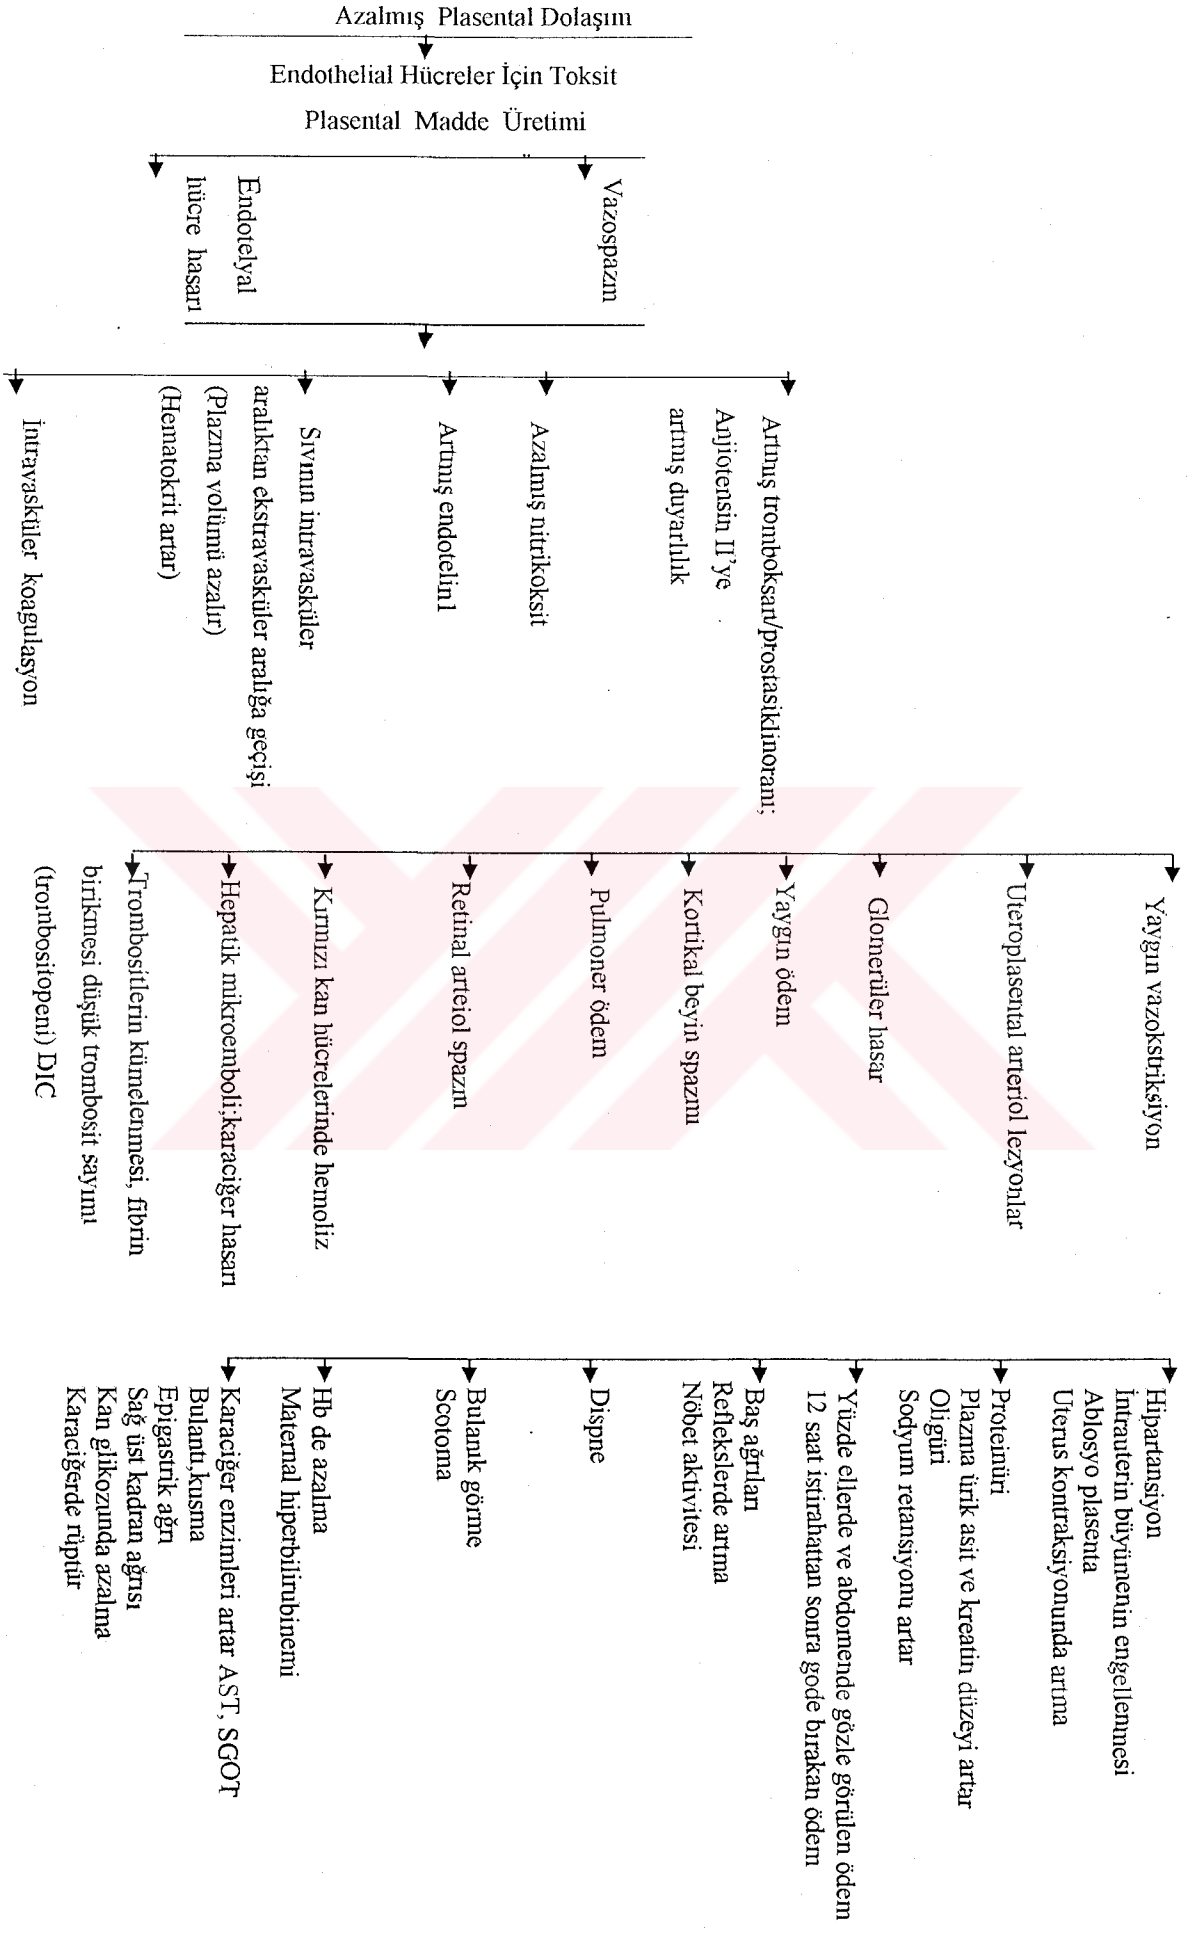 Azalmış Plasental Dolaşım
Endothelial Hücreler İçin Toksit
Plasental Madde Üretimi
Vazospazm
Endotelyal
hücre hasarı
Artmış tromboksan/prostasiklinoranı;
Anjiotensin II'ye
artmış duyarlılık
Azalmış nitrikoksit
Artmış endotelin1
Sıvının intravasküler
aralıktan ekstravasküler aralığa geçişi
(Plazma volümü azalır)
(Hematokrit artar)
İntravasküler koagulasyon
Yaygın vazokstriksiyon
Uteroplasental arteriol lezyonlar
Glomerüler hasar
Yaygın ödem
Kortikal beyin spazmı
Pulmoner ödem
Retinal arteiol spazm
Kırmızı kan hücrelerinde hemoliz
Hepatik mikroemboli;karaciğer hasarı
Trombositlerin kümelenmesi, fibrin
birikmesi düşük trombosit sayımı
(trombositopeni) DIC
Hipartansiyon
İntrauterin büyümenin engellenmesi
Ablosyo plasenta
Uterus kontraksiyonunda artma
Proteinüri
Plazma ürik asit ve kreatin düzeyi artar
Oligüri
Sodyum retansiyonu artar
Yüzde ellerde ve abdomende gözle görülen ödem
12 saat istirahattan sonra gode bırakan ödem
Baş ağrıları
Reflekslerde artma
Nöbet aktivitesi
Dispne
Bulanık görme
Scotoma
Hb de azalma
Maternal hiperbilirubinemi
Karaciğer enzimleri artar AST, SGOT
Bulantı,kusma
Epigastrik ağrı
Sağ üst kadran ağrısı
Kan glikozunda azalma
Karaciğerde rüptür